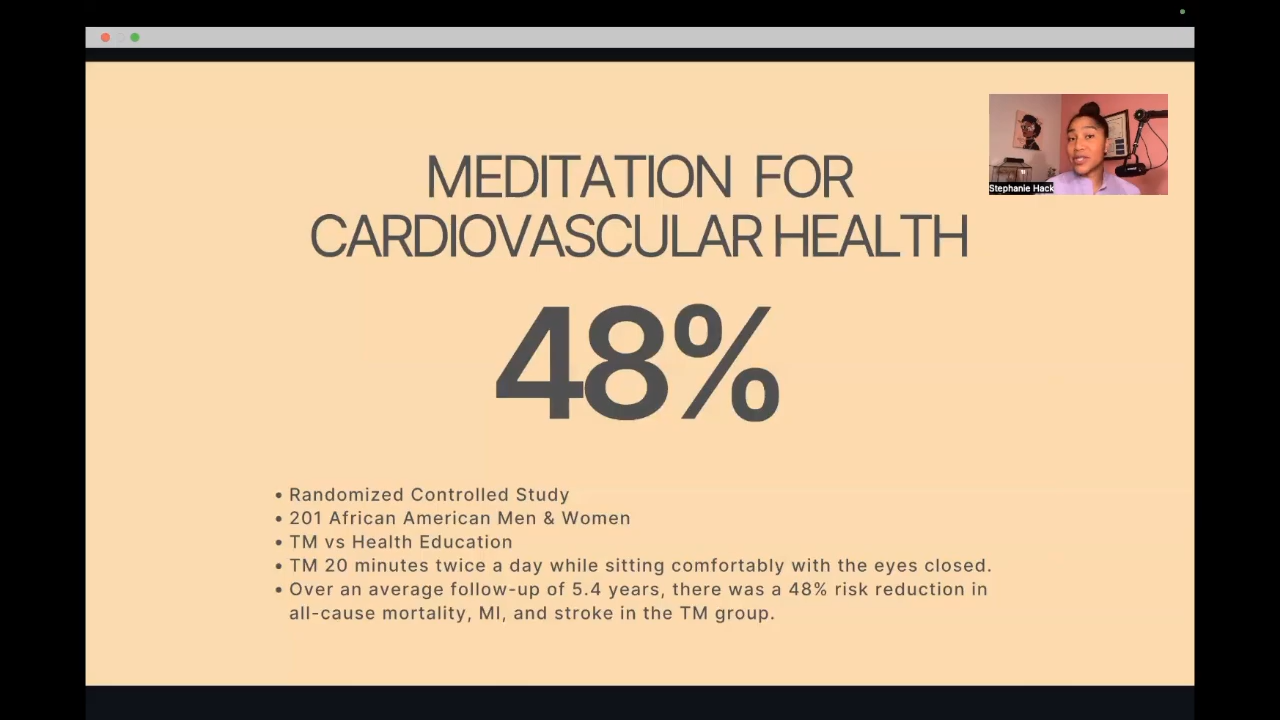 MEDITATION FOR
CARDIOVASCULAR HEALTH
Stephanie Hack
48%
• Randomized Controlled Study
• 201 African American Men & Women
• TM vs Health Education
• TM 20 minutes twice a day while sitting comfortably with the eyes closed.
• Over an average follow-up of 5.4 years, there was a 48% risk reduction in
all-cause mortality, MI, and stroke in the TM group.